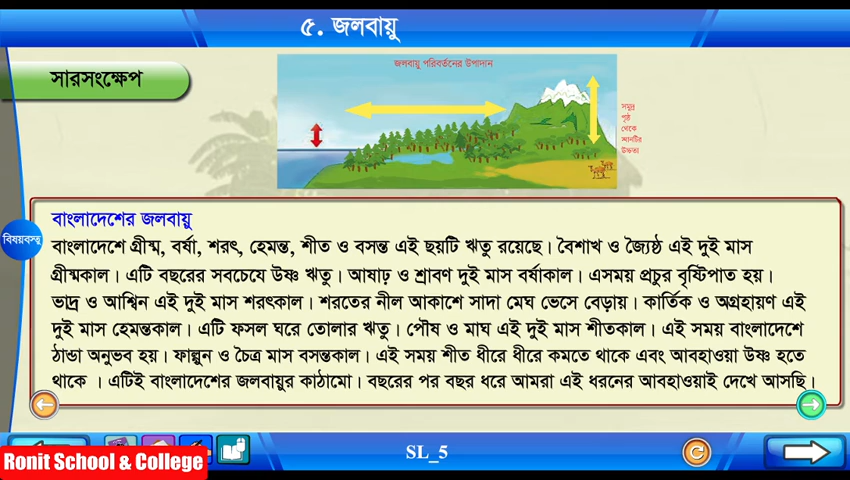 ৫. জলবায়ু
সারসংক্ষেপ
জলবায়ু পরিবর্তনের উপাদান
সমুদ্র
পৃষ্ঠ
থেকে
স্থানটির
উচ্চতা
বিষয়বস্তু
বাংলাদেশের জলবায়ু
বাংলাদেশে গ্রীষ্ম, বর্ষা, শরৎ, হেমন্ত, শীত ও বসন্ত এই ছয়টি ঋতু রয়েছে। বৈশাখ ও জ্যৈষ্ঠ এই দুই মাস
গ্রীষ্মকাল। এটি বছরের সবচেযে উষ্ণ ঋতু। আষাঢ় ও শ্রাবণ দুই মাস বর্ষাকাল। এসময় প্রচুর বৃষ্টিপাত হয়।
ভাদ্র ও আশ্বিন এই দুই মাস শরৎকাল। শরতের নীল আকাশে সাদা মেঘ ভেসে বেড়ায়। কার্তিক ও অগ্রহায়ণ এই
দুই মাস হেমন্তকাল। এটি ফসল ঘরে তোলার ঋতু। পৌষ ও মাঘ এই দুই মাস শীতকাল। এই সময় বাংলাদেশে
ঠাণ্ডা অনুভব হয়। ফাল্গুন ও চৈত্র মাস বসন্তকাল। এই সময় শীত ধীরে ধীরে কমতে থাকে এবং আবহাওয়া উষ্ণ হতে
থাকে । এটিই বাংলাদেশের জলবায়ুর কাঠামো। বছরের পর বছর ধরে আমরা এই ধরনের আবহাওয়াই দেখে আসছি।
SL_5
Ronit School & College